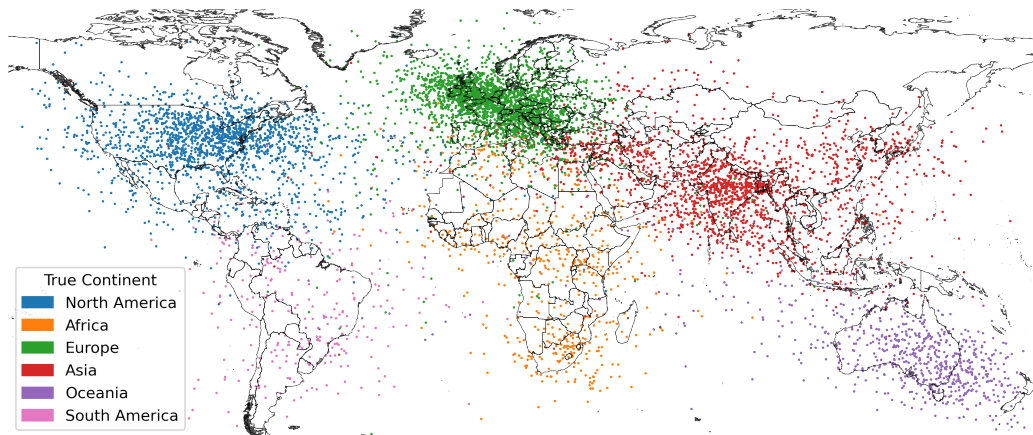 True Continent
North America
Africa
Europe
Asia
Oceania
South America